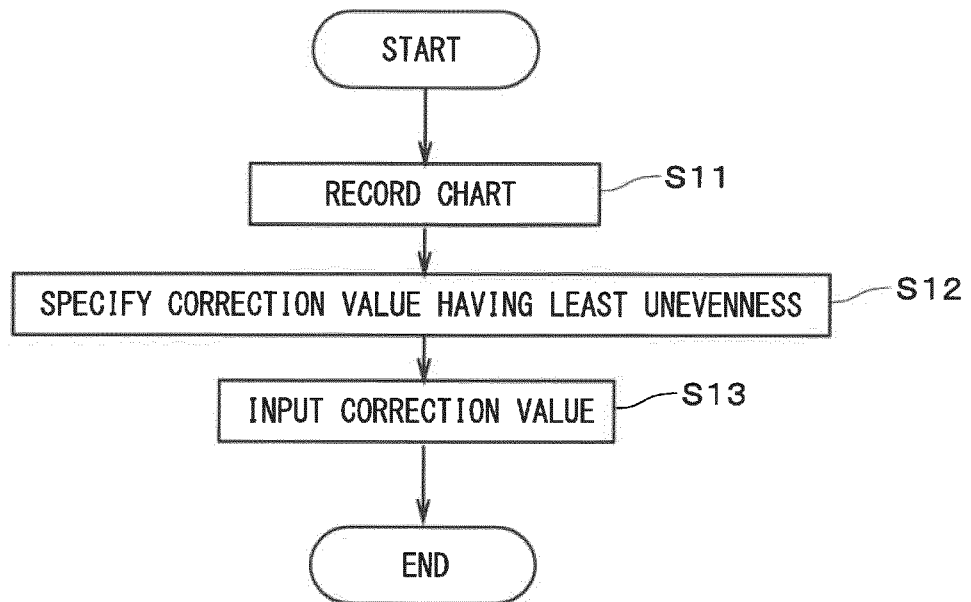 START
RECORD CHART
S11
SPECIFY CORRECTION VALUE HAVING LEAST UNEVENNESS
S12
INPUT CORRECTION VALUE
S13
END